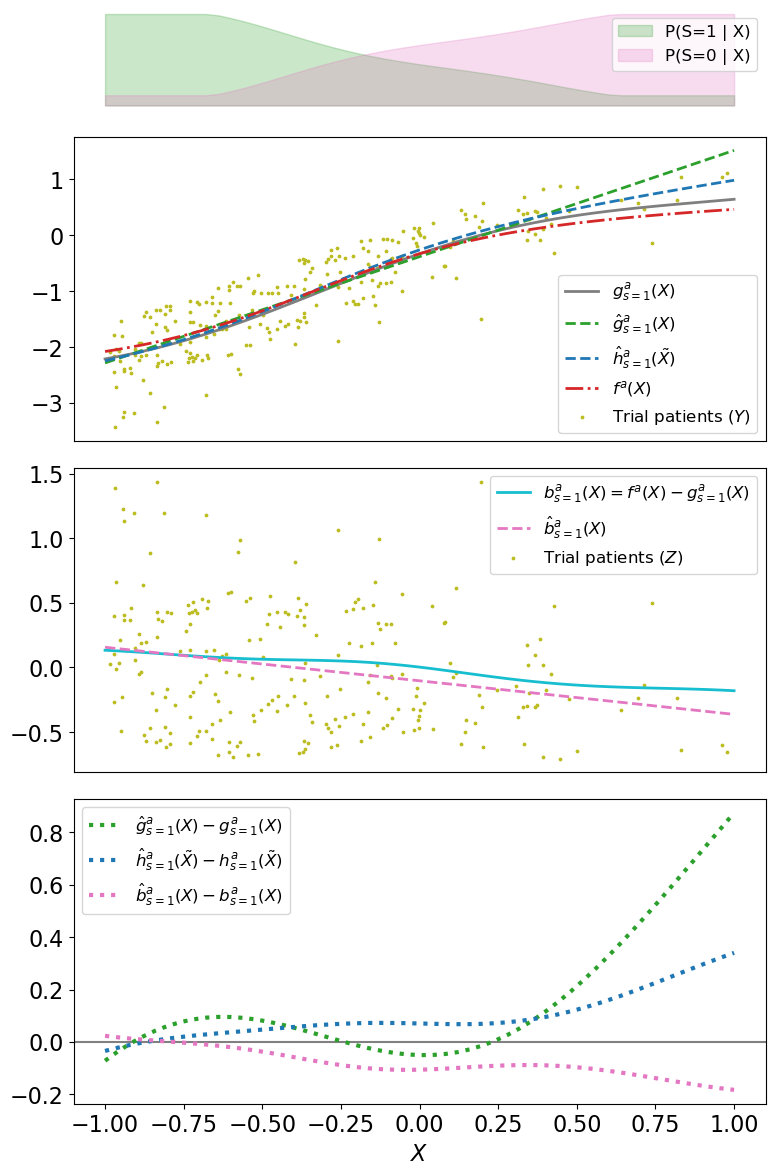 P(S=1 | X)
P(S=0 | X)
1
0
−1
−2
−3
g^a_{s=1}(X)
ĝ^a_{s=1}(X)
ĥ^a_{s=1}(X̃)
f^a(X)
Trial patients (Y)
1.5
1.0
0.5
0.0
−0.5
b^a_{s=1}(X) = f^a(X) − g^a_{s=1}(X)
b̂^a_{s=1}(X)
Trial patients (Z)
0.8
0.6
0.4
0.2
0.0
−0.2
ĝ^a_{s=1}(X) − g^a_{s=1}(X)
ĥ^a_{s=1}(X̃) − h^a_{s=1}(X̃)
b̂^a_{s=1}(X) − b^a_{s=1}(X)
−1.00 −0.75 −0.50 −0.25 0.00 0.25 0.50 0.75 1.00
X